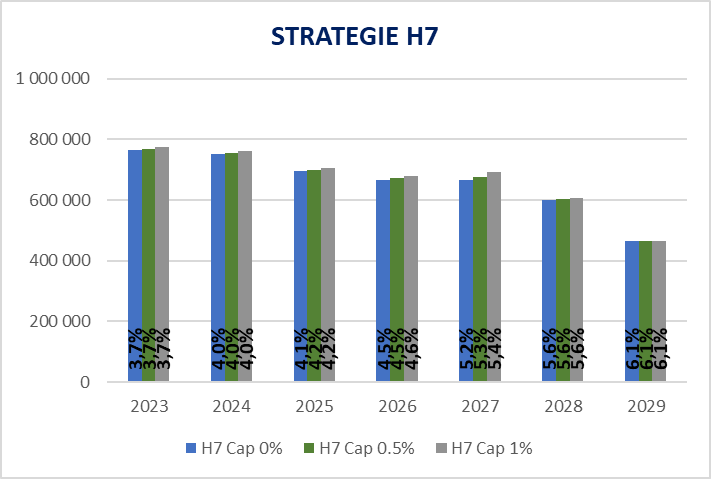 STRATEGIE H7
1 000 000
800 000
600 000
400 000
200 000
0
3,7% 3,7% 3,7% 4,0% 4,0% 4,0% 4,1% 4,2% 4,2% 4,5% 4,5% 4,6% 5,2% 5,3% 5,4% 5,6% 5,6% 5,6% 6,1% 6,1% 6,1%
2023 2024 2025 2026 2027 2028 2029
H7 Cap 0% H7 Cap 0.5% H7 Cap 1%